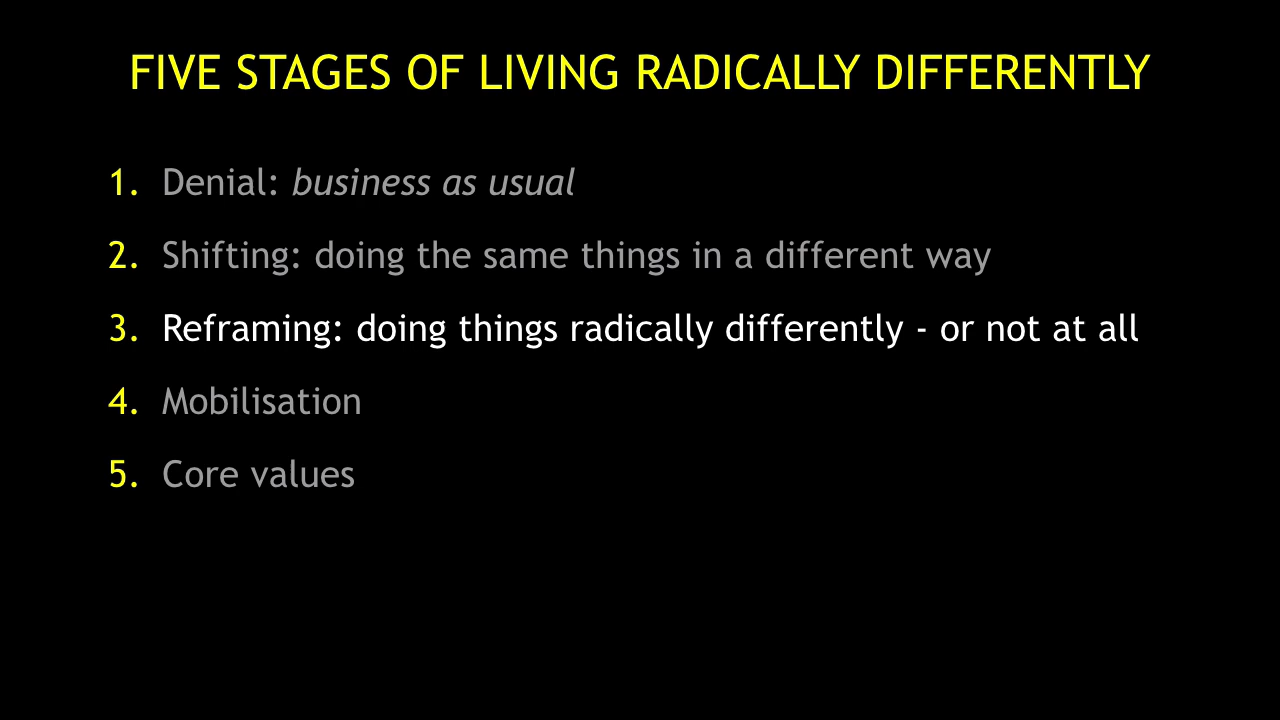 FIVE STAGES OF LIVING RADICALLY DIFFERENTLY
1. Denial: business as usual
2. Shifting: doing the same things in a different way
3. Reframing: doing things radically differently - or not at all
4. Mobilisation
5. Core values